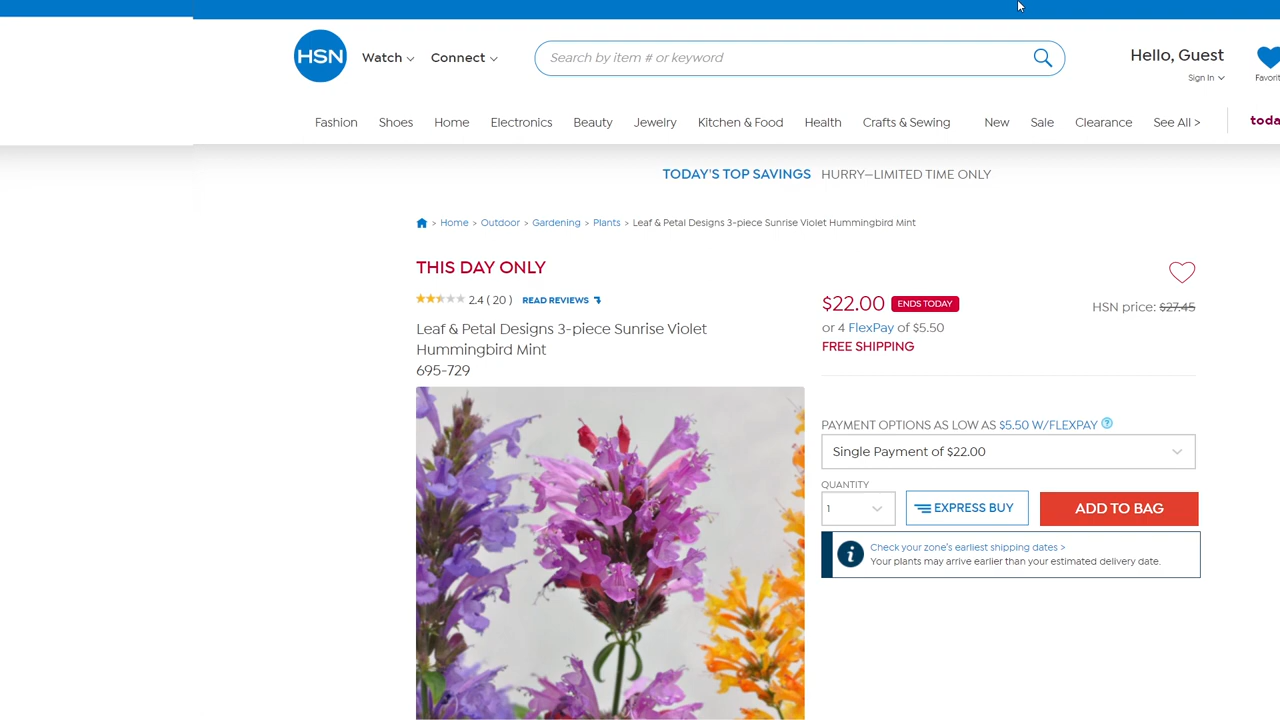 HSN
Watch
Connect
Search by item # or keyword
Hello, Guest
Sign In
Fashion
Shoes
Home
Electronics
Beauty
Jewelry
Kitchen & Food
Health
Crafts & Sewing
New
Sale
Clearance
See All >
TODAY'S TOP SAVINGS HURRY—LIMITED TIME ONLY
> Home > Outdoor > Gardening > Plants > Leaf & Petal Designs 3-piece Sunrise Violet Hummingbird Mint
THIS DAY ONLY
2.4 ( 20 ) READ REVIEWS
Leaf & Petal Designs 3-piece Sunrise Violet
Hummingbird Mint
695-729
$22.00 ENDS TODAY
HSN price: $27.45
or 4 FlexPay of $5.50
FREE SHIPPING
PAYMENT OPTIONS AS LOW AS $5.50 W/FLEXPAY ?
Single Payment of $22.00
QUANTITY
1
EXPRESS BUY
ADD TO BAG
i
Check your zone's earliest shipping dates >
Your plants may arrive earlier than your estimated delivery date.